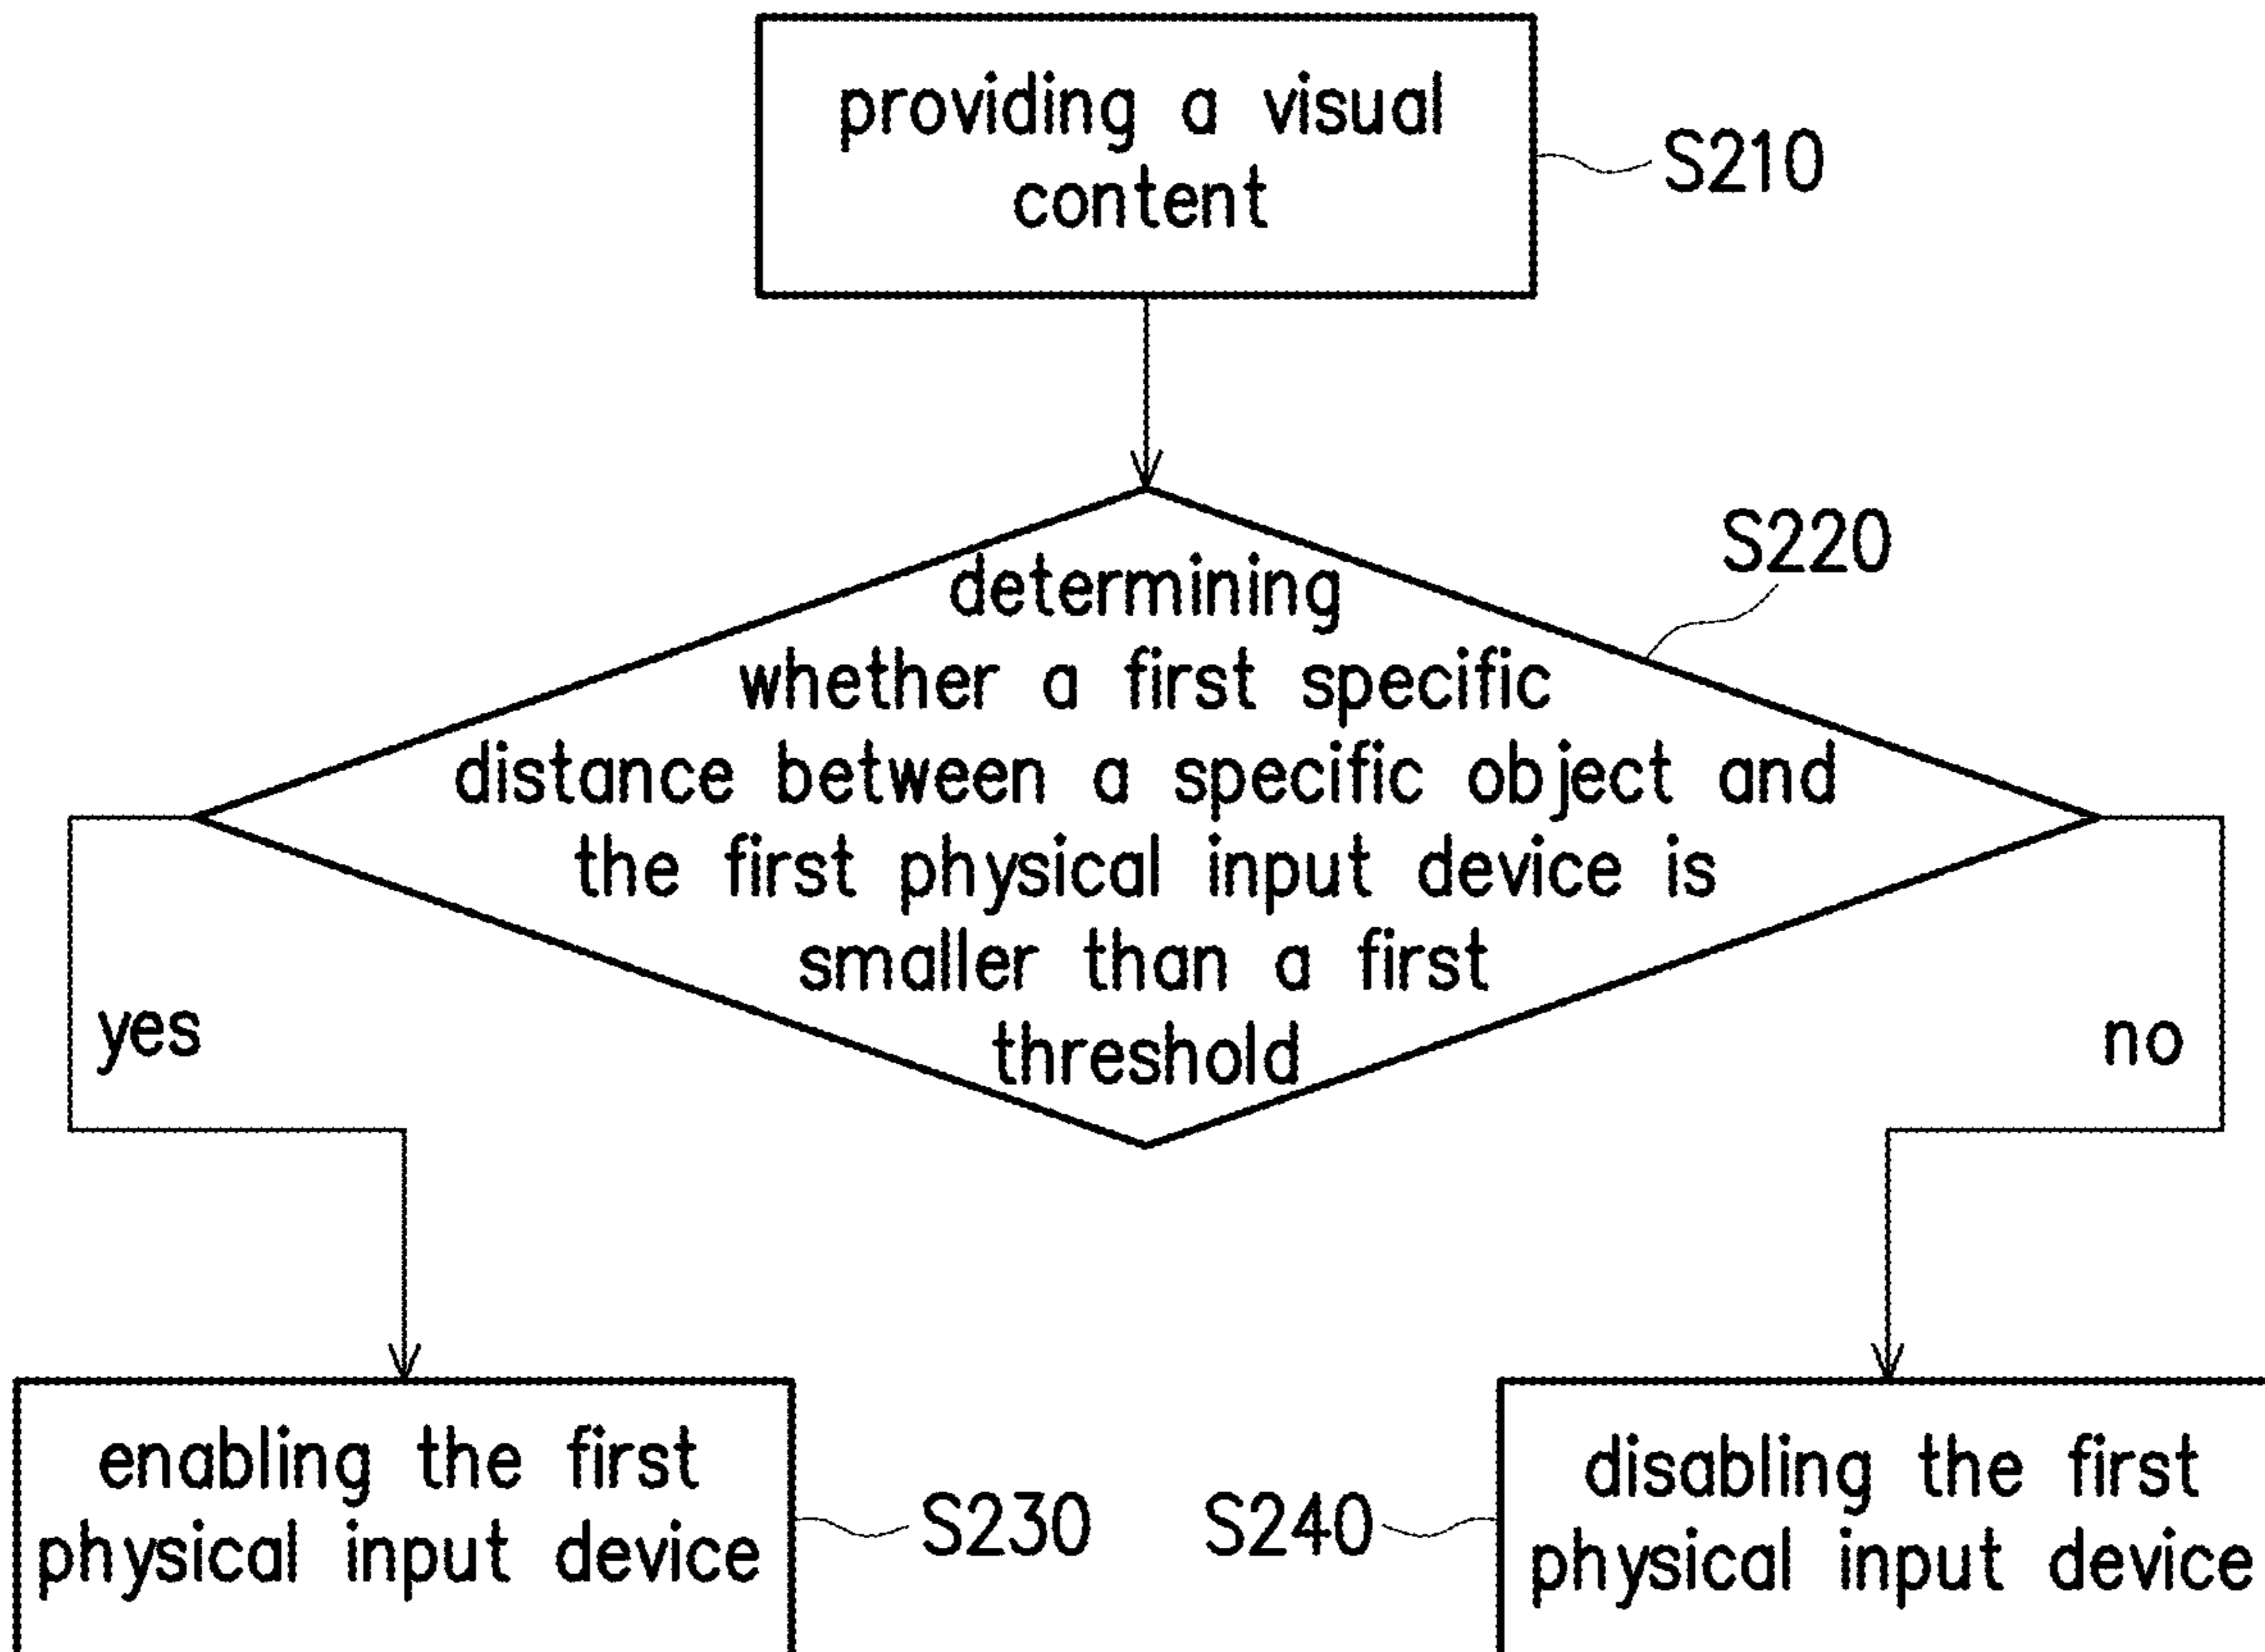 providing a visual
content
S210
S220
determining
whether a first specific
distance between a specific object and
the first physical input device is
smaller than a first
threshold
yes
no
enabling the first
physical input device
S230
S240
disabling the first
physical input device